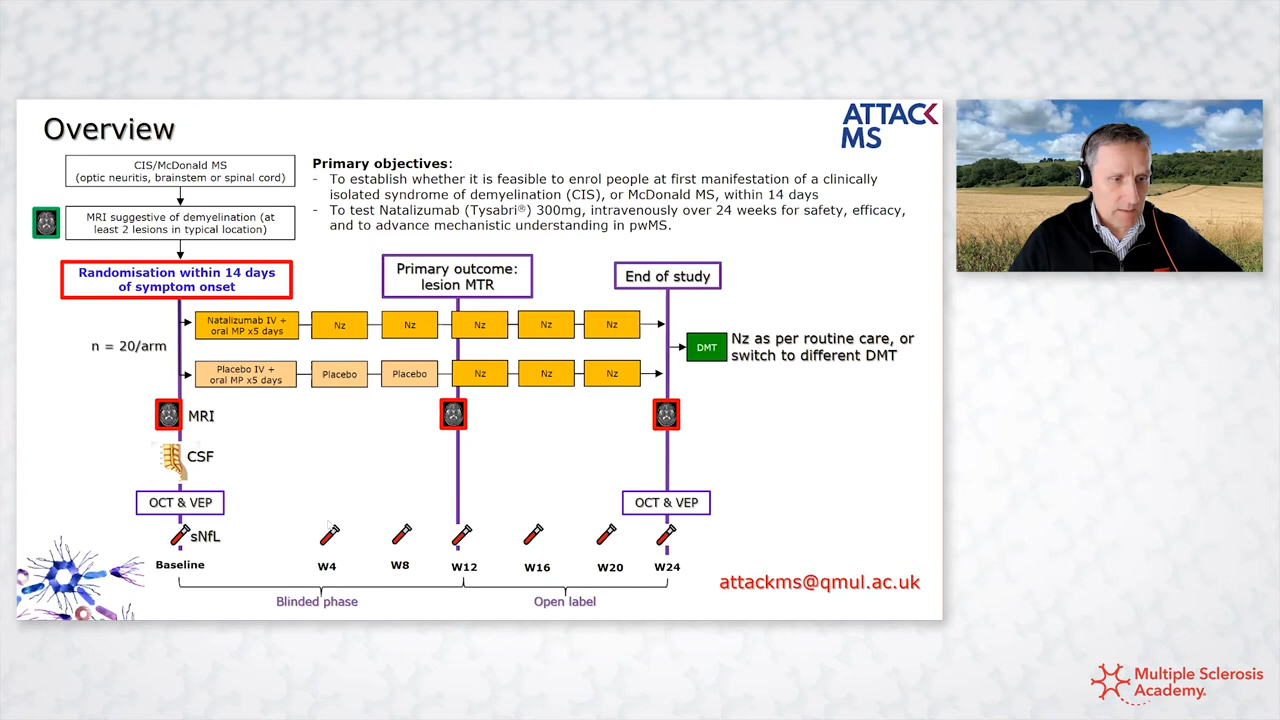 Overview
ATTACK
MS
CIS/McDonald MS
(optic neuritis, brainstem or spinal cord)
MRI suggestive of demyelination (at
least 2 lesions in typical location)
Primary objectives:
- To establish whether it is feasible to enrol people at first manifestation of a clinically
isolated syndrome of demyelination (CIS), or McDonald MS, within 14 days
- To test Natalizumab (Tysabri®) 300mg, intravenously over 24 weeks for safety, efficacy,
and to advance mechanistic understanding in pwMS.
Randomisation within 14 days
of symptom onset
Primary outcome:
lesion MTR
End of study
n = 20/arm
Natalizumab IV +
oral MP x5 days
Nz
Nz
Nz
Nz
Nz
Placebo IV +
oral MP x5 days
Placebo
Placebo
Nz
Nz
Nz
DMT
Nz as per routine care, or
switch to different DMT
MRI
CSF
OCT & VEP
OCT & VEP
sNfL
Baseline
W4
W8
W12
W16
W20
W24
Blinded phase
Open label
attackms@qmul.ac.uk
Multiple Sclerosis
Academy.